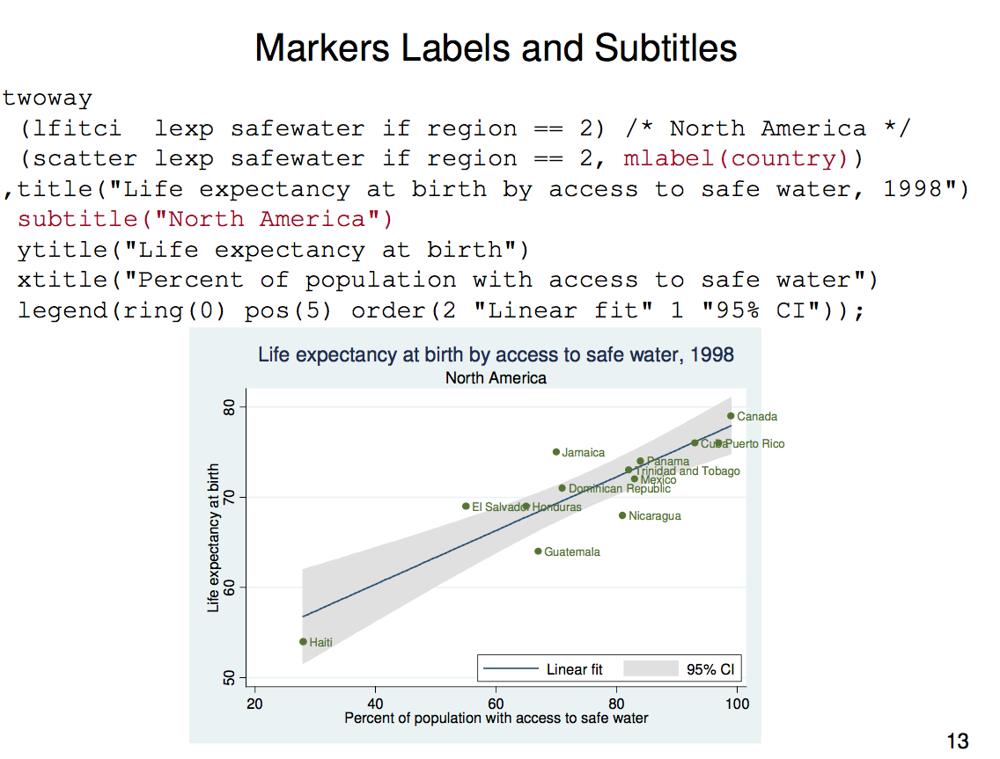 Markers Labels and Subtitles
twoway
(lfitci lexp safewater if region == 2) /* North America */
(scatter lexp safewater if region == 2, mlabel(country))
,title("Life expectancy at birth by access to safe water, 1998")
subtitle("North America")
ytitle("Life expectancy at birth")
xtitle("Percent of population with access to safe water")
legend(ring(0) pos(5) order(2 "Linear fit" 1 "95% CI"));
Life expectancy at birth by access to safe water, 1998
North America
Life expectancy at birth
80
70
60
50
Canada
Cuba
Puerto Rico
Jamaica
Panama
Trinidad and Tobago
Mexico
Dominican Republic
El Salvador
Honduras
Nicaragua
Guatemala
Haiti
Linear fit 95% CI
20 40 60 80 100
Percent of population with access to safe water
13